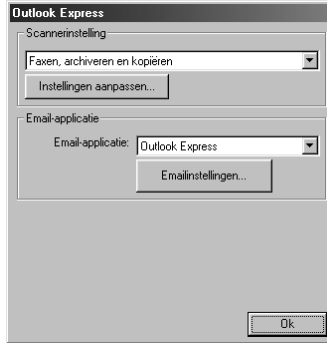 Outlook Express
Scannerinstelling
Faxen, archiveren en kopiëren
Instellingen aanpassen...
Email-applicatie
Email-applicatie: Outlook Express
Emailinstellingen...
Ok